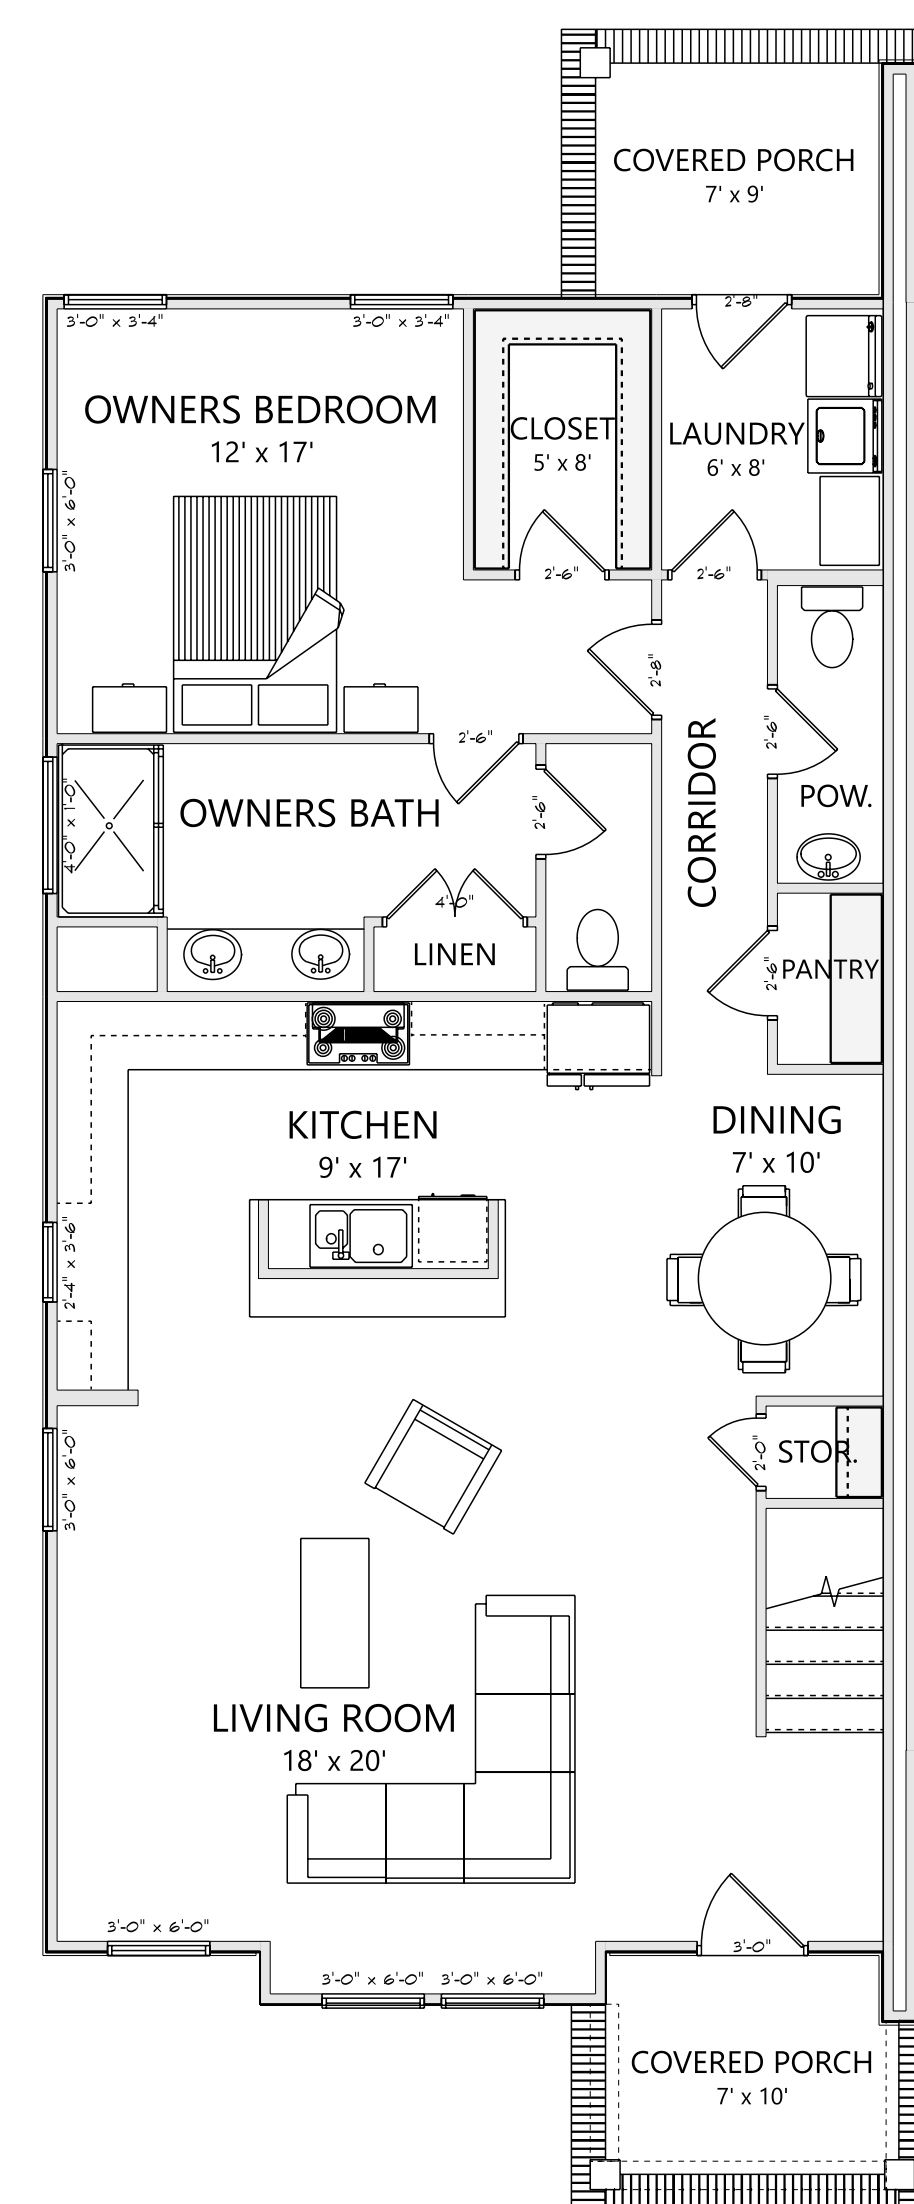 COVERED PORCH
7' x 9'
2'-8"
3'-0" x 3'-4"
3'-0" x 3'-4"
OWNERS BEDROOM
12' x 17'
CLOSET
5' x 8'
LAUNDRY
6' x 8'
3'-0" x 6'-0"
2'-6"
2'-6"
2'-8"
2'-6"
2'-6"
CORRIDOR
POW.
4'-0" x 1'-0"
OWNERS BATH
2'-6"
4'-0"
LINEN
2'-6"
PANTRY
KITCHEN
9' x 17'
DINING
7' x 10'
2'-4" x 3'-6"
3'-0" x 6'-0"
2'-0"
STOR.
LIVING ROOM
18' x 20'
3'-0" x 6'-0"
3'-0"
3'-0" x 6'-0"
3'-0" x 6'-0"
COVERED PORCH
7' x 10'